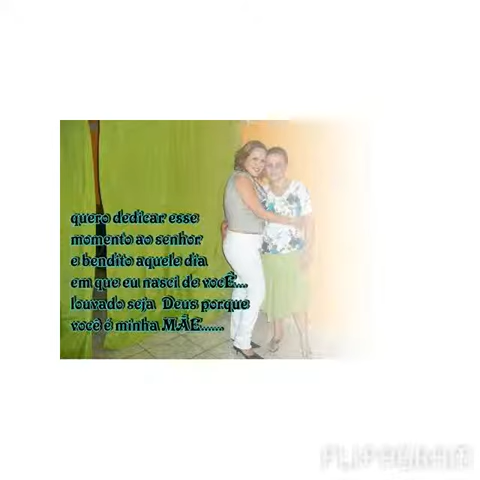 quero dedicar esse
momento ao senhor
e bendito aquele dia
em que eu nasci l de vocÊ....
louvado seja Deus porque
você é minha MÃE.......
FLIPAGRAM